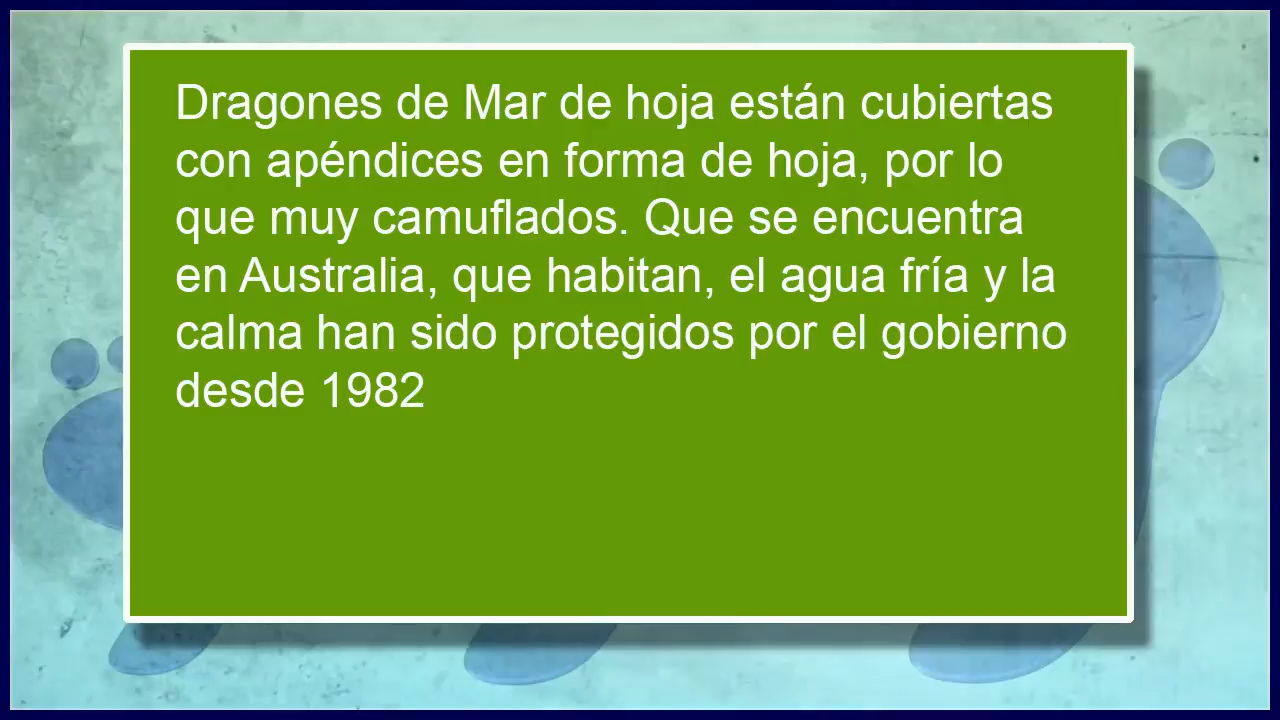 Dragones de Mar de hoja están cubiertas
con apéndices en forma de hoja, por lo
que muy camuflados. Que se encuentra
en Australia, que habitan, el agua fría y la
calma han sido protegidos por el gobierno
desde 1982